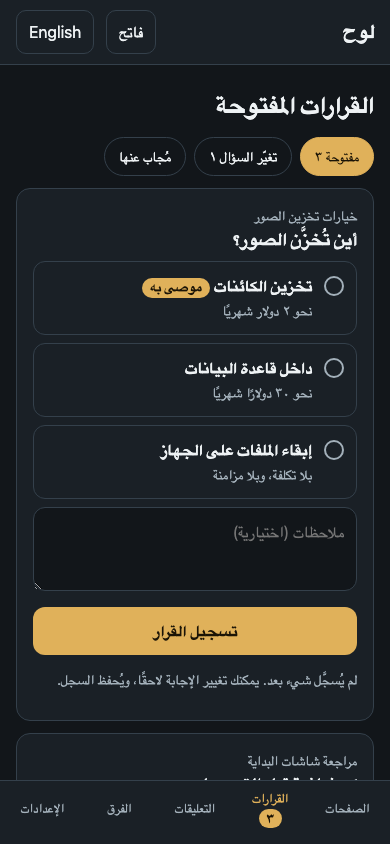 لوح
فاتح
English
القرارات المفتوحة
مفتوحة ٣
تغيّر السؤال ١
مُجاب عنها
خيارات تخزين الصور
أين تُخزَّن الصور؟
تخزين الكائنات موصى به
نحو ٢ دولار شهريًا
داخل قاعدة البيانات
نحو ٣٠ دولارًا شهريًا
إبقاء الملفات على الجهاز
بلا تكلفة، وبلا مزامنة
ملاحظات (اختيارية)
تسجيل القرار
لم يُسجَّل شيء بعد. يمكنك تغيير الإجابة لاحقًا، ويُحفظ السجل.
مراجعة شاشات البداية
الصفحات
القرارات
٣
التعليقات
الفرق
الإعدادات